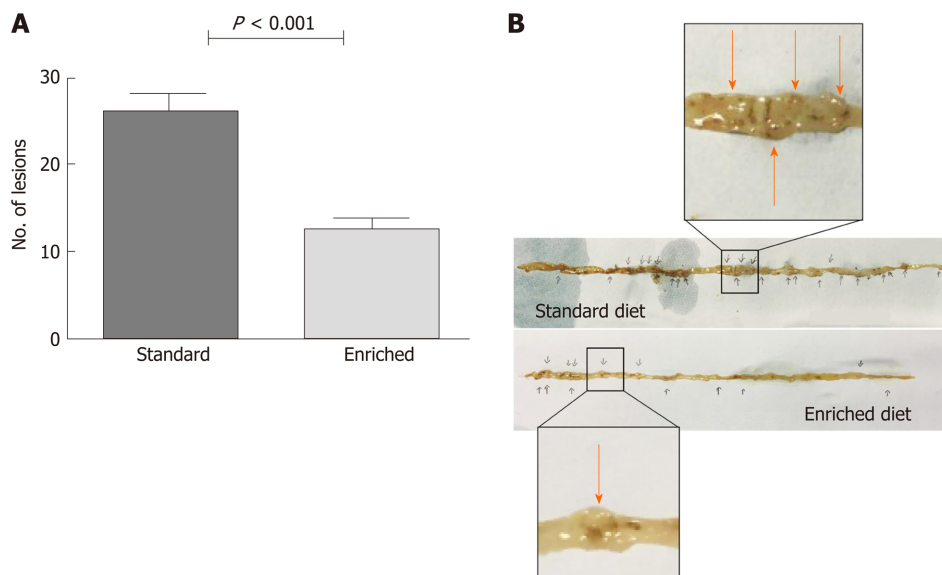 A
P < 0.001
30
20
10
0
No. of lesions
Standard
Enriched
B
Standard diet
Enriched diet